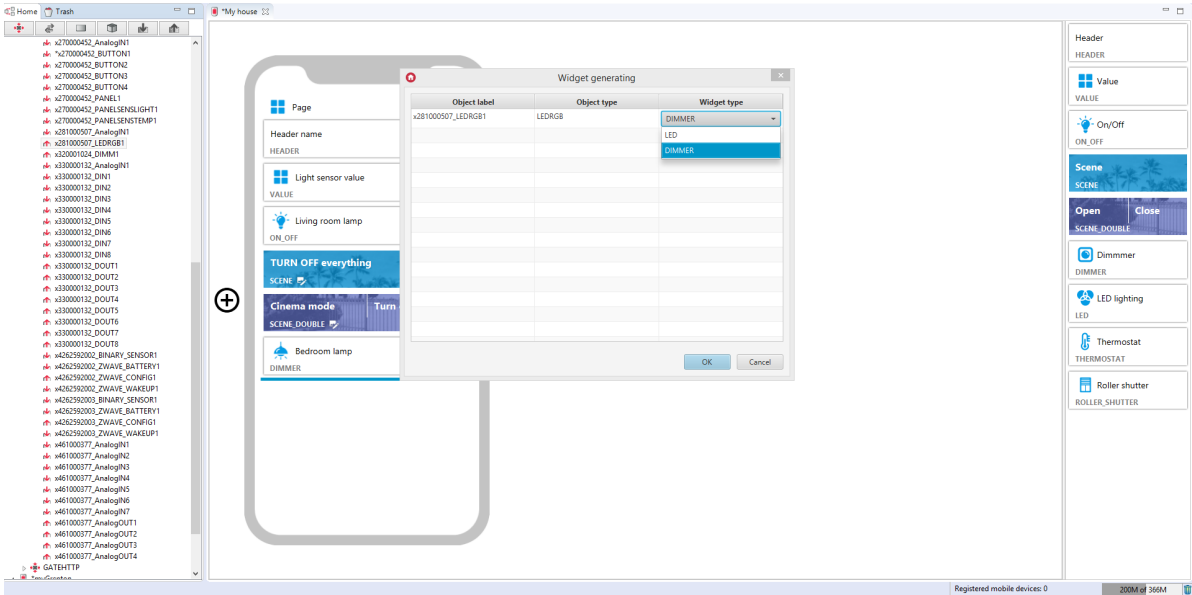 Home
Trash
*My house
x270000452_AnalogIN1
*x270000452_BUTTON1
x270000452_BUTTON2
x270000452_BUTTON3
x270000452_BUTTON4
x270000452_PANEL1
x270000452_PANELSENSLIGHT1
x270000452_PANELSENSTEMP1
x281000507_AnalogIN1
x281000507_LEDRGB1
x320001024_DIMM1
x330000132_AnalogIN1
x330000132_DIN1
x330000132_DIN2
x330000132_DIN3
x330000132_DIN4
x330000132_DIN5
x330000132_DIN6
x330000132_DIN7
x330000132_DIN8
x330000132_DOUT1
x330000132_DOUT2
x330000132_DOUT3
x330000132_DOUT4
x330000132_DOUT5
x330000132_DOUT6
x330000132_DOUT7
x330000132_DOUT8
x4262592002_BINARY_SENSOR1
x4262592002_ZWAVE_BATTERY1
x4262592002_ZWAVE_CONFIG1
x4262592002_ZWAVE_WAKEUP1
x4262592003_BINARY_SENSOR1
x4262592003_ZWAVE_BATTERY1
x4262592003_ZWAVE_CONFIG1
x4262592003_ZWAVE_WAKEUP1
x461000377_AnalogIN1
x461000377_AnalogIN2
x461000377_AnalogIN3
x461000377_AnalogIN4
x461000377_AnalogIN5
x461000377_AnalogIN6
x461000377_AnalogIN7
x461000377_AnalogOUT1
x461000377_AnalogOUT2
x461000377_AnalogOUT3
x461000377_AnalogOUT4
GATEHTTP
*myGrenton
Page
Header name
HEADER
Light sensor value
VALUE
Living room lamp
ON_OFF
TURN OFF everything
SCENE
Cinema mode
Turn
SCENE_DOUBLE
Bedroom lamp
DIMMER
Widget generating
Object label
Object type
Widget type
x281000507_LEDRGB1
LEDRGB
DIMMER
LED
DIMMER
OK
Cancel
Header
HEADER
Value
VALUE
On/Off
ON_OFF
Scene
SCENE
Open
Close
SCENE_DOUBLE
Dimmmer
DIMMER
LED lighting
LED
Thermostat
THERMOSTAT
Roller shutter
ROLLER_SHUTTER
Registered mobile devices: 0
200M of 366M